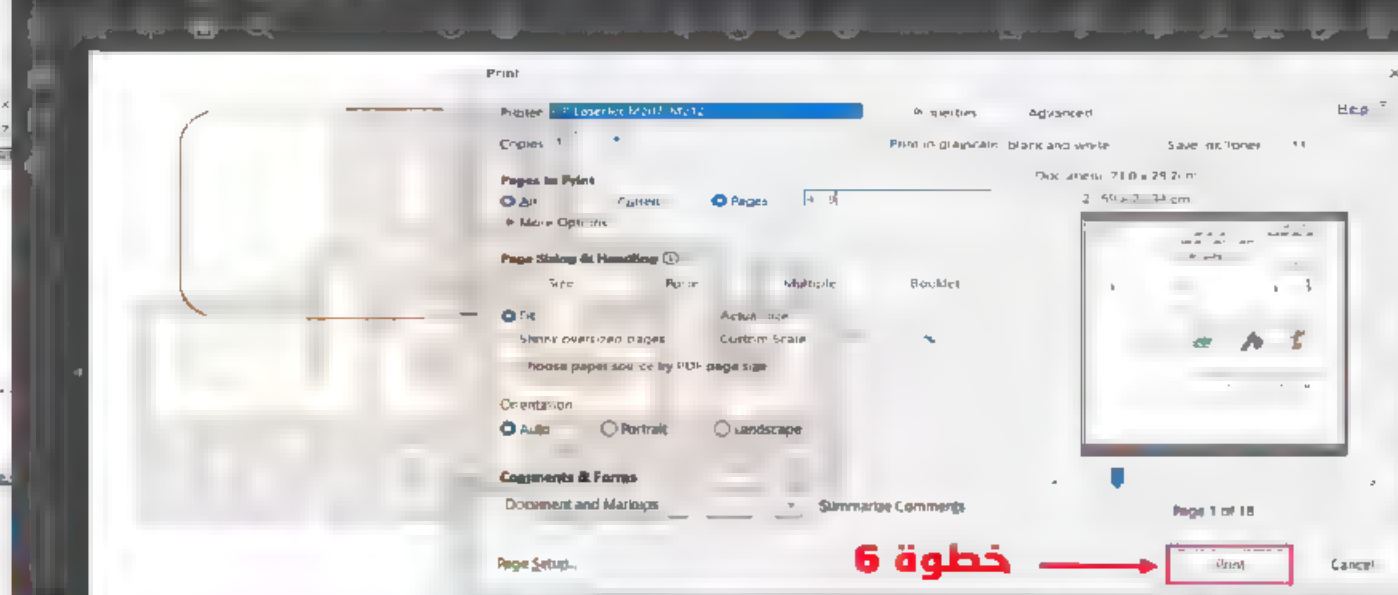 Print
Printer HP LaserJet
Properties Advanced Help
Copies 1
Print in grayscale black and white Save Ink/Toner
Pages to Print
All Current Pages
More Options
Page Sizing & Handling
Size Multiple Booklet
Fit Actual size
Shrink oversized pages Custom Scale %
Choose paper source by PDF page size
Orientation
Auto Portrait Landscape
Comments & Forms
Document and Markups Summarize Comments
Page 1 of 18
Page Setup...
خطوة 6
Print Cancel